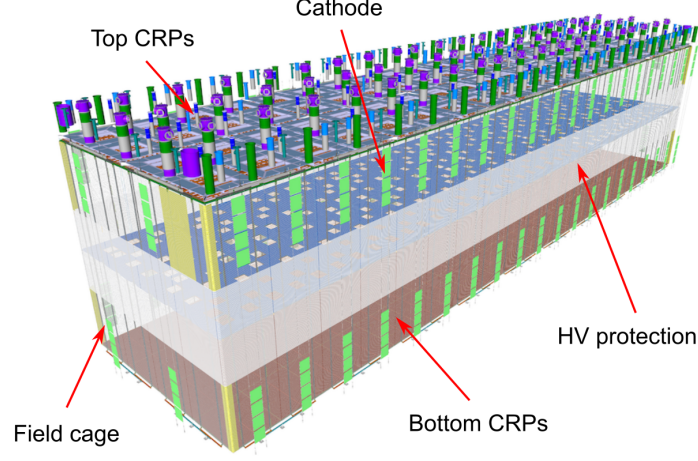 Cathode
Top CRPs
HV protection
Bottom CRPs
Field cage